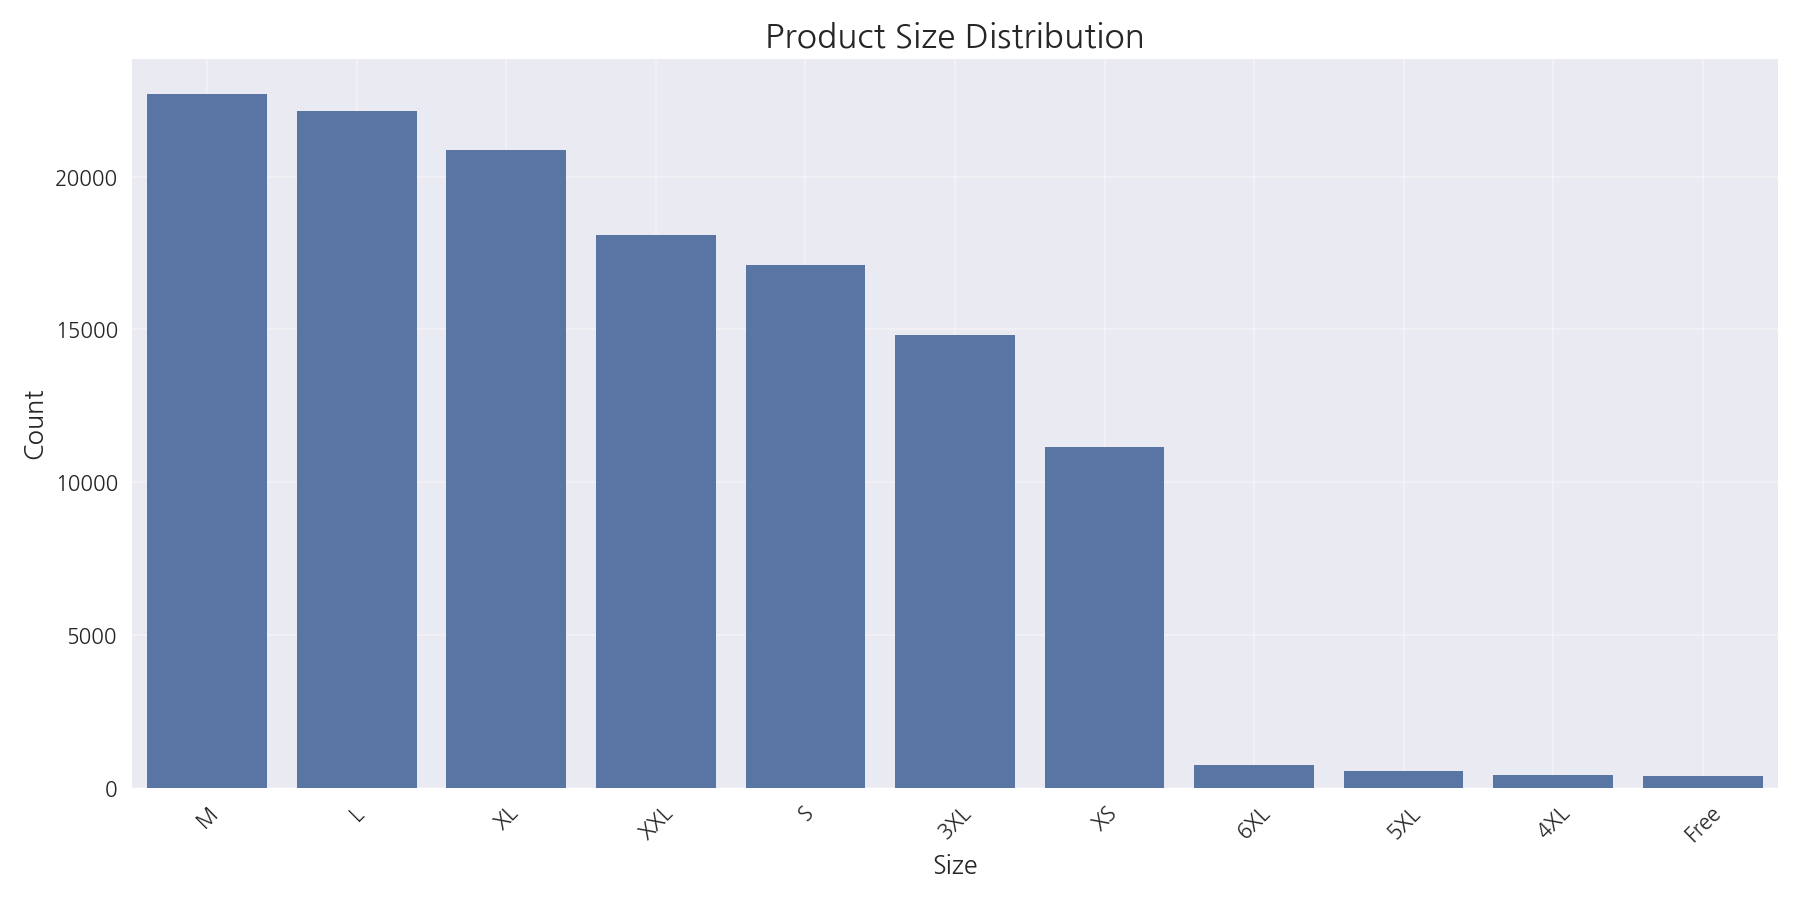 Product Size Distribution
Count
20000
15000
10000
5000
0
M
L
XL
XXL
S
3XL
XS
6XL
5XL
4XL
Free
Size